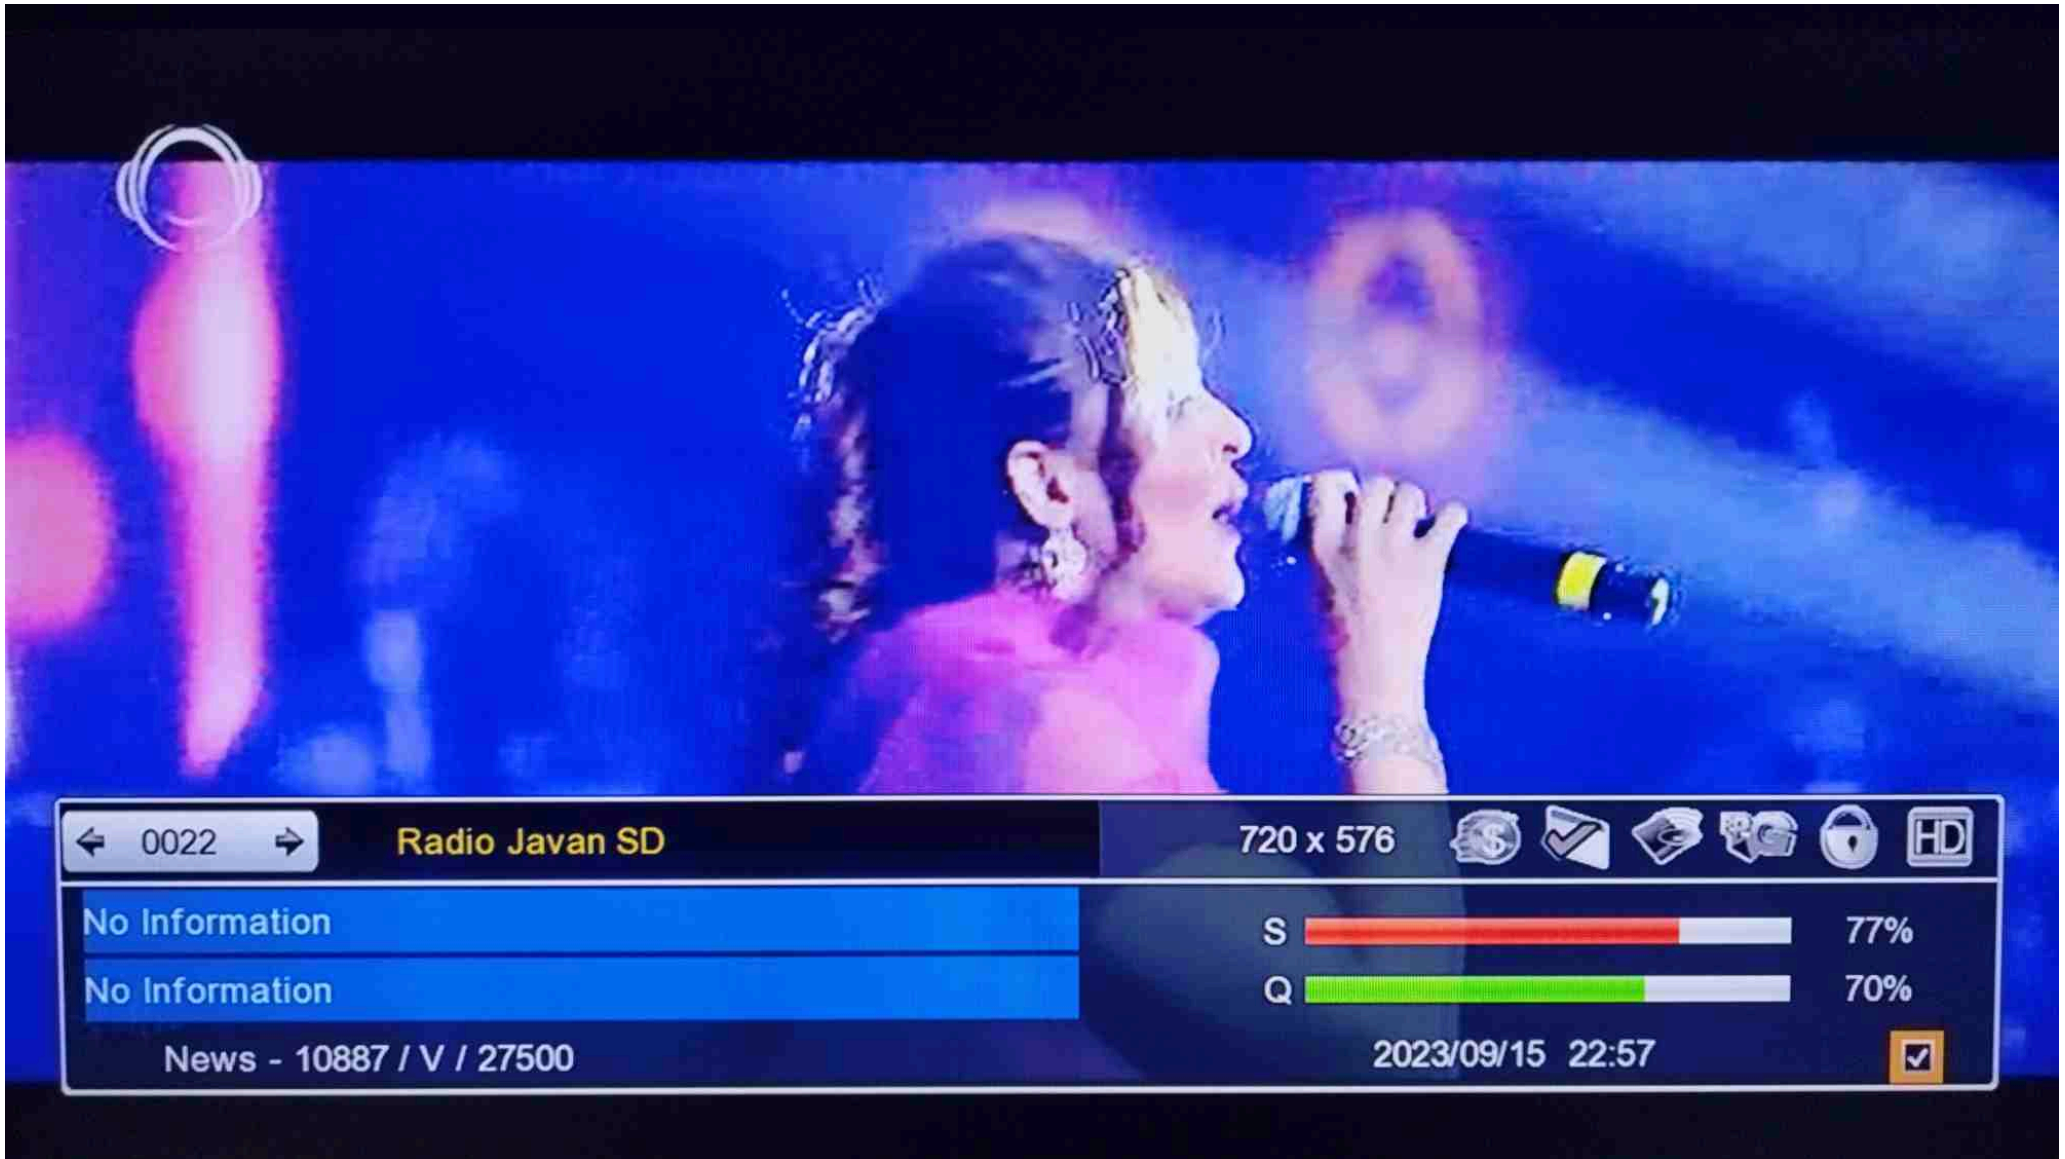 0022
Radio Javan SD
720 x 576
HD
No Information
S 77%
No Information
Q 70%
News - 10887 / V / 27500
2023/09/15 22:57